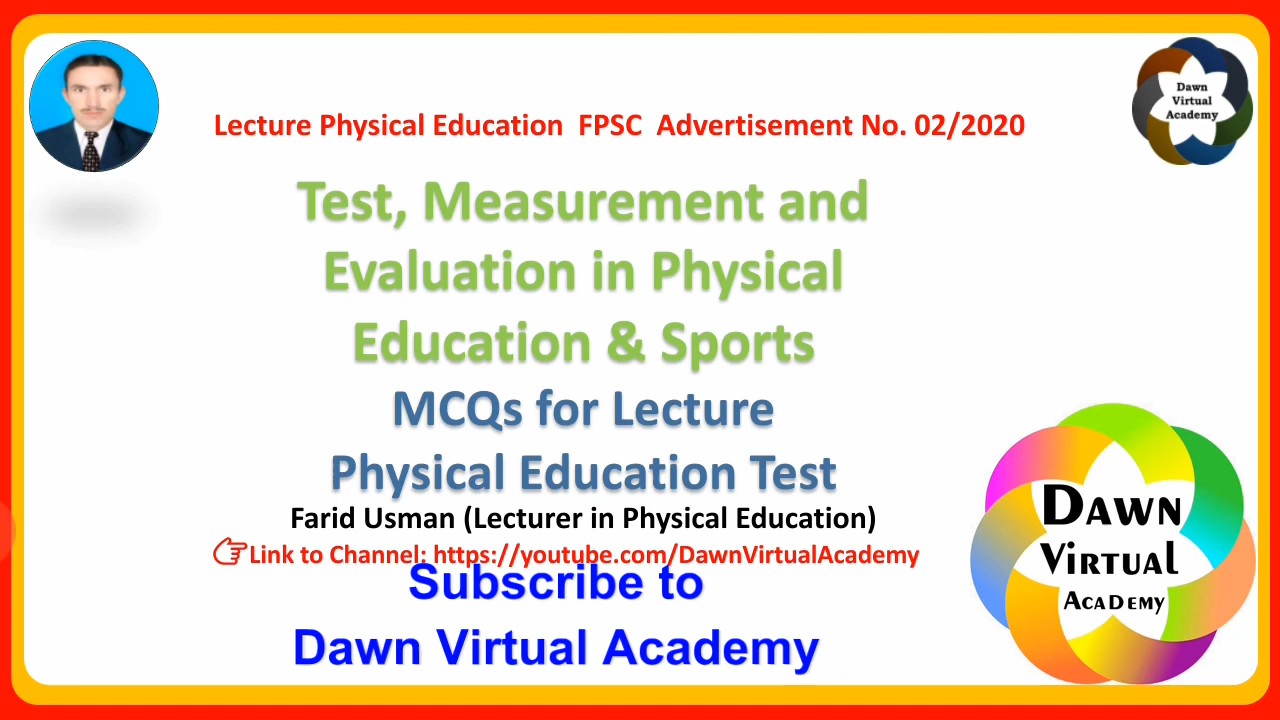 Dawn
Virtual
Academy
Lecture Physical Education FPSC Advertisement No. 02/2020
Test, Measurement and
Evaluation in Physical
Education & Sports
MCQs for Lecture
Physical Education Test
Farid Usman (Lecturer in Physical Education)
Link to Channel: https://youtube.com/DawnVirtualAcademy
Subscribe to
Dawn Virtual Academy
DAWN
VIRTUAL
ACADEMY